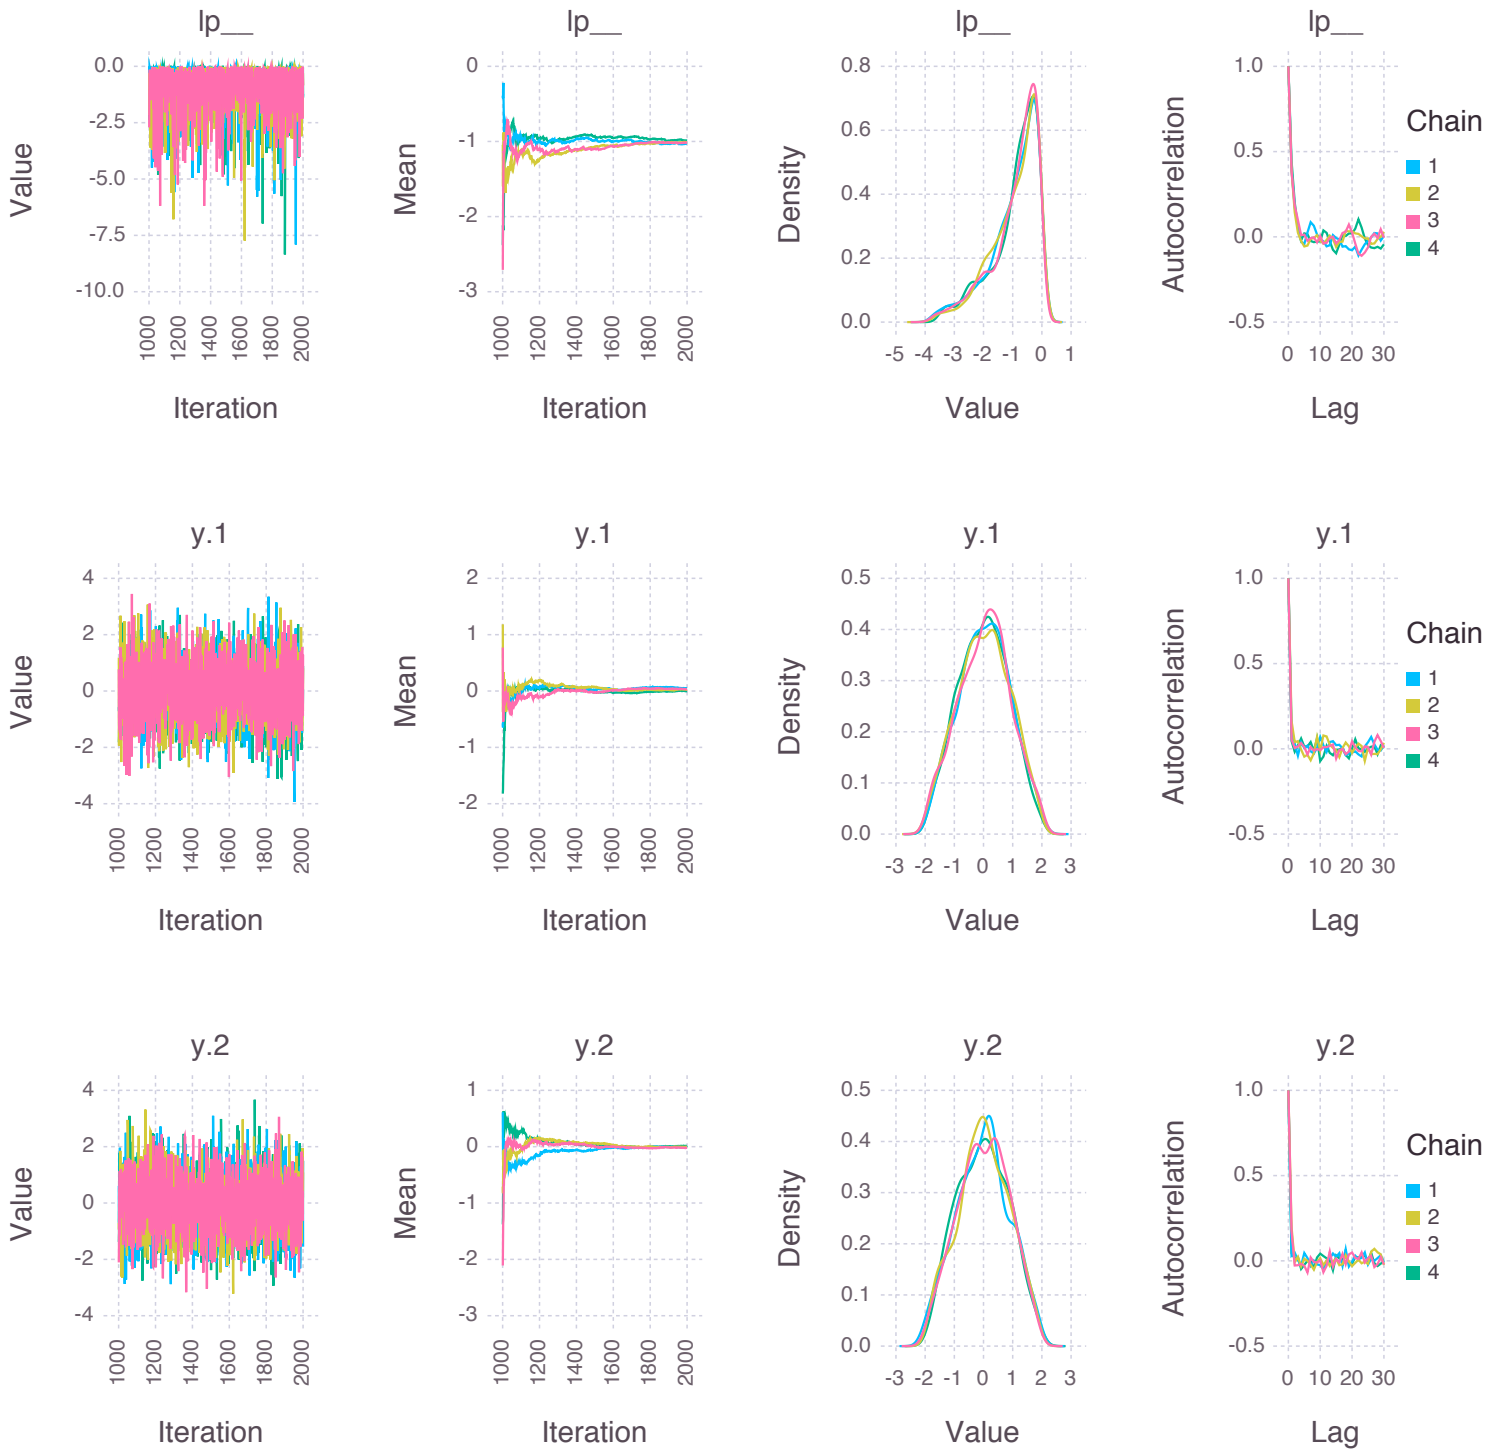 lp__ lp__ lp__ lp__
Value
0.0
-2.5
-5.0
-7.5
-10.0
1000 1200 1400 1600 1800 2000
Iteration
Mean
0
-1
-2
-3
1000 1200 1400 1600 1800 2000
Iteration
Density
0.8
0.6
0.4
0.2
0.0
-5 -4 -3 -2 -1 0 1
Value
Autocorrelation
1.0
0.5
0.0
-0.5
0 10 20 30
Lag
Chain
1
2
3
4
y.1 y.1 y.1 y.1
Value
4
2
0
-2
-4
1000 1200 1400 1600 1800 2000
Iteration
Mean
2
1
0
-1
-2
1000 1200 1400 1600 1800 2000
Iteration
Density
0.5
0.4
0.3
0.2
0.1
0.0
-3 -2 -1 0 1 2 3
Value
Autocorrelation
1.0
0.5
0.0
-0.5
0 10 20 30
Lag
Chain
1
2
3
4
y.2 y.2 y.2 y.2
Value
4
2
0
-2
-4
1000 1200 1400 1600 1800 2000
Iteration
Mean
1
0
-1
-2
-3
1000 1200 1400 1600 1800 2000
Iteration
Density
0.5
0.4
0.3
0.2
0.1
0.0
-3 -2 -1 0 1 2 3
Value
Autocorrelation
1.0
0.5
0.0
-0.5
0 10 20 30
Lag
Chain
1
2
3
4